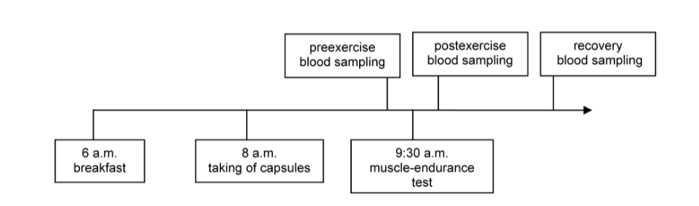 preexercise
blood sampling
postexercise
blood sampling
recovery
blood sampling
6 a.m.
breakfast
8 a.m.
taking of capsules
9:30 a.m.
muscle-endurance
test